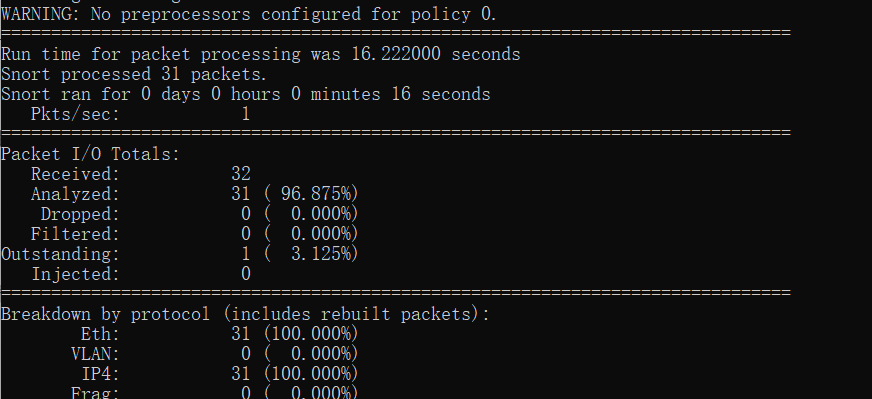 WARNING: No preprocessors configured for policy 0.
===============================================================================
Run time for packet processing was 16.222000 seconds
Snort processed 31 packets.
Snort ran for 0 days 0 hours 0 minutes 16 seconds
   Pkts/sec:            1
===============================================================================
Packet I/O Totals:
   Received:           32
   Analyzed:           31 ( 96.875%)
    Dropped:            0 (  0.000%)
   Filtered:            0 (  0.000%)
Outstanding:            1 (  3.125%)
   Injected:            0
===============================================================================
Breakdown by protocol (includes rebuilt packets):
        Eth:           31 (100.000%)
       VLAN:            0 (  0.000%)
        IP4:           31 (100.000%)
       Frag:            0 (  0.000%)